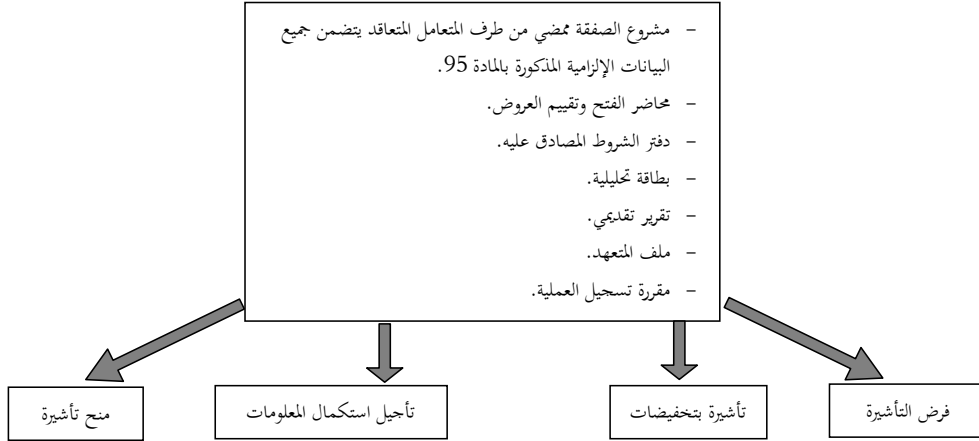 – مشروع الصفقة ممضي من طرف المتعامل المتعاقد يتضمن جميع
البيانات الإلزامية المذكورة بالمادة 95.
– محاضر الفتح وتقييم العروض.
– دفتر الشروط المصادق عليه.
– بطاقة تحليلية.
– تقرير تقديمي.
– ملف المتعهد.
– مقررة تسجيل العملية.
فرض التأشيرة
تأشيرة بتخفيضات
تأجيل استكمال المعلومات
منح تأشيرة